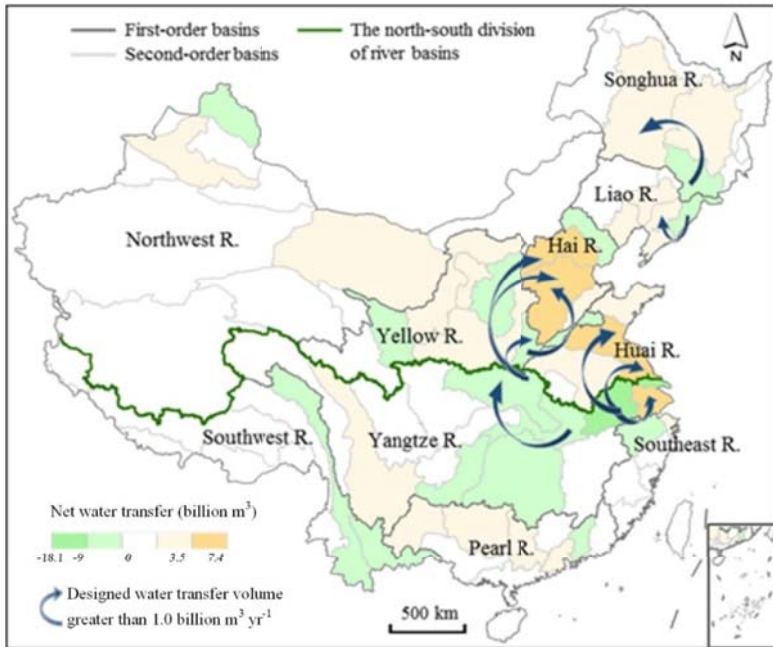 First-order basins
Second-order basins
The north-south division
of river basins
N
Songhua R.
Liao R.
Northwest R.
Hai R.
Yellow R.
Huai R.
Southwest R.
Yangtze R.
Southeast R.
Pearl R.
Net water transfer (billion m³)
-18.1 -9 0 3.5 7.4
Designed water transfer volume
greater than 1.0 billion m³ yr⁻¹
500 km